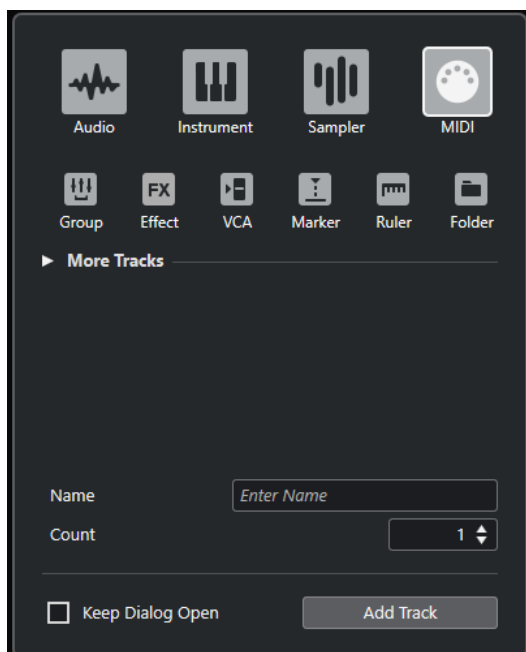 Audio Instrument Sampler MIDI
FX
Group Effect VCA Marker Ruler Folder
More Tracks
Name Enter Name
Count 1
Keep Dialog Open Add Track